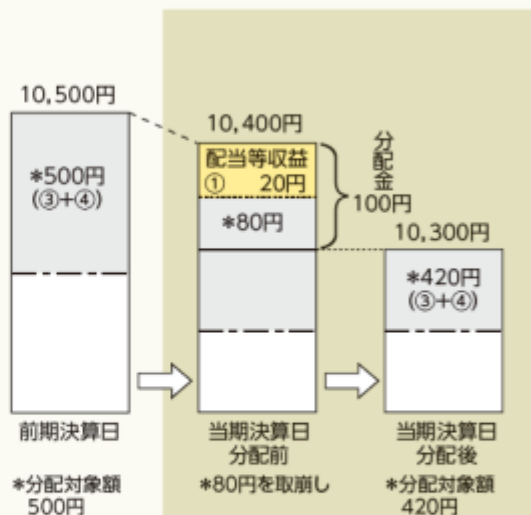 10,500円
*500円
(③+④)
10,400円
配当等収益
① 20円
*80円
分配金
100円
10,300円
*420円
(③+④)
前期決算日
当期決算日
分配前
当期決算日
分配後
*分配対象額
500円
*80円を取崩し
*分配対象額
420円